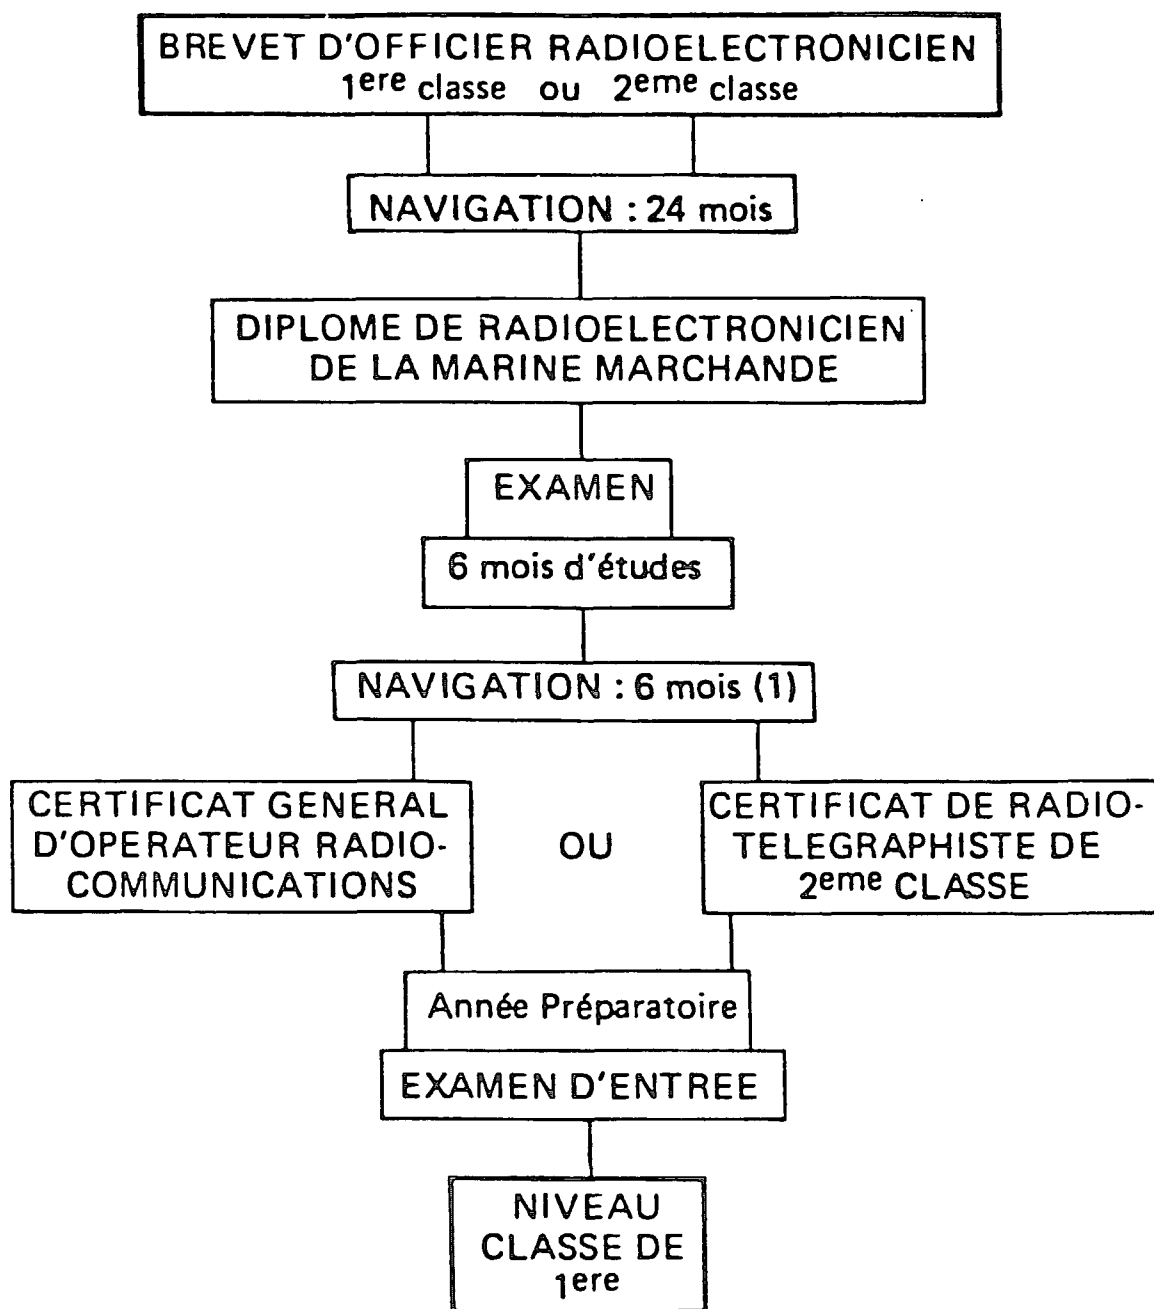 BREVET D'OFFICIER RADIOELECTRONICIEN
1ere classe ou 2eme classe
NAVIGATION : 24 mois
DIPLOME DE RADIOELECTRONICIEN
DE LA MARINE MARCHANDE
EXAMEN
6 mois d'études
NAVIGATION : 6 mois (1)
CERTIFICAT GENERAL
D'OPERATEUR RADIO-
COMMUNICATIONS
OU
CERTIFICAT DE RADIO-
TELEGRAPHISTE DE
2eme CLASSE
Année Préparatoire
EXAMEN D'ENTREE
NIVEAU
CLASSE DE
1ere